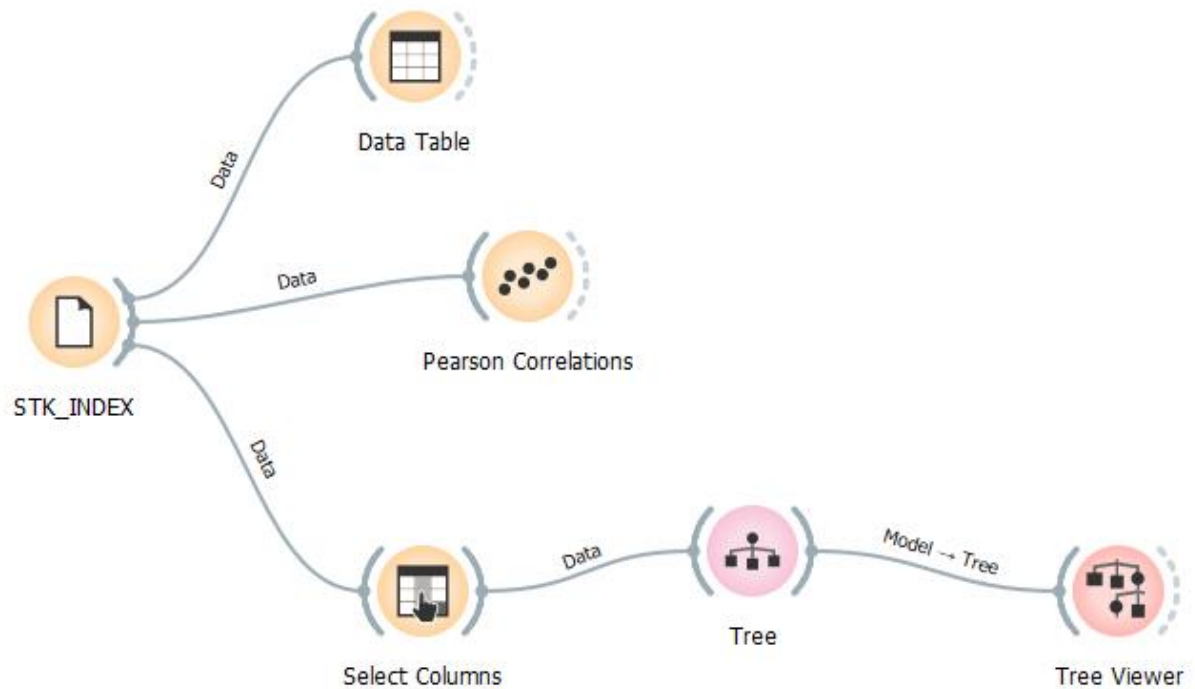 Data Table
Data
Data
Pearson Correlations
STK_INDEX
Data
Data
Model → Tree
Tree
Select Columns
Tree Viewer